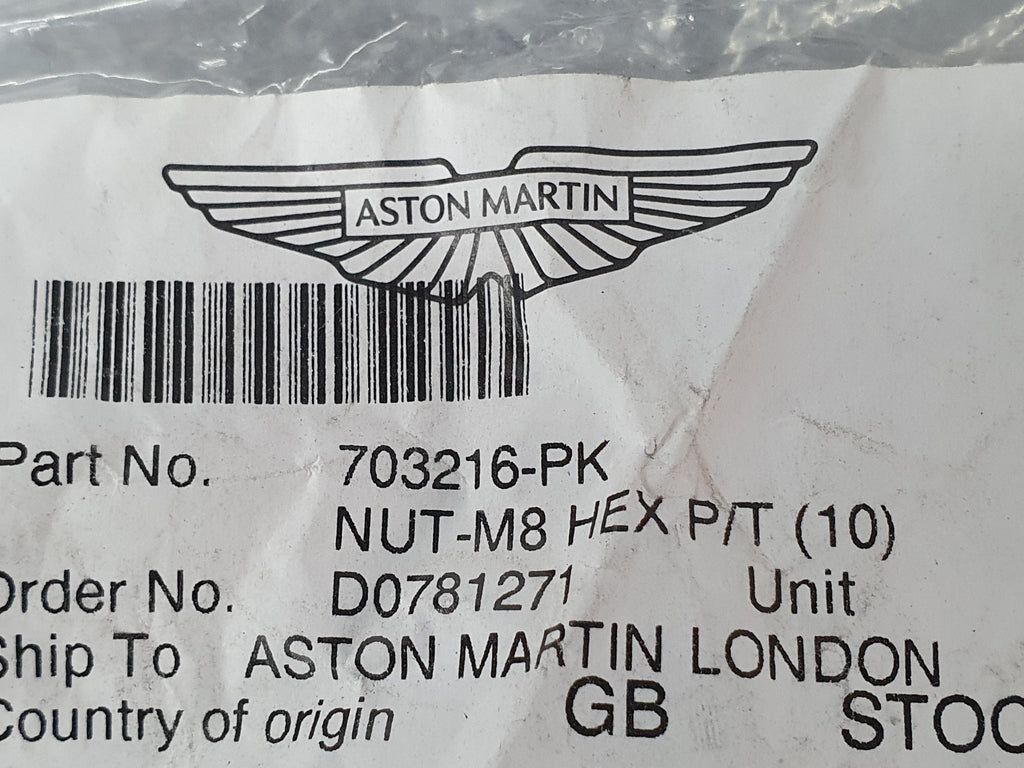 ASTON MARTIN
Part No. 703216-PK
NUT-M8 HEX P/T (10)
Order No. D0781271 Unit
Ship To ASTON MARTIN LONDON
Country of origin GB STOC